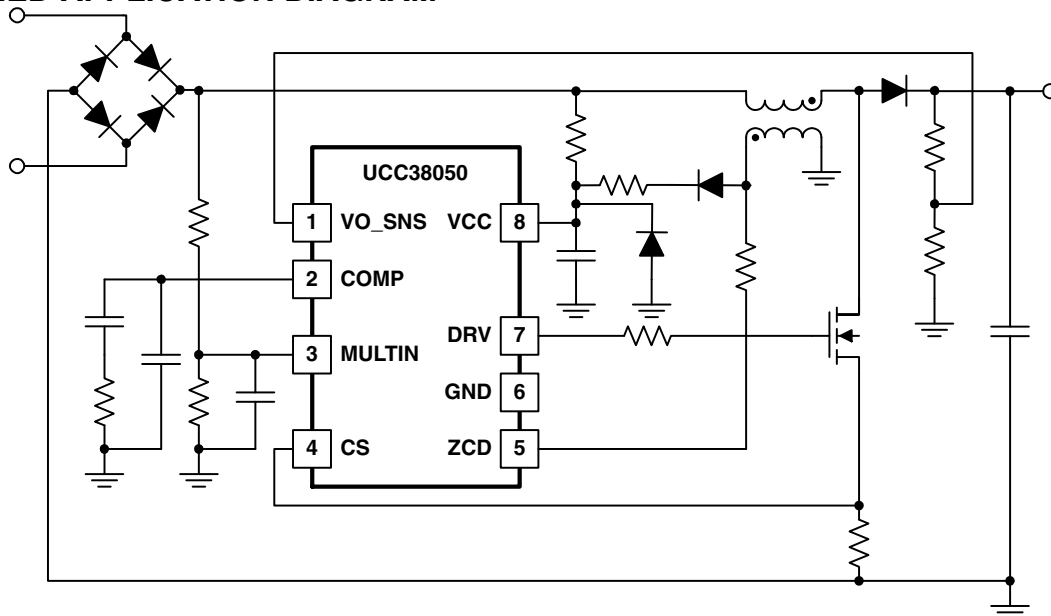 APPLICATION DIAGRAM
UCC38050
1 VO_SNS VCC 8
2 COMP
DRV 7
3 MULTIN
GND 6
4 CS ZCD 5